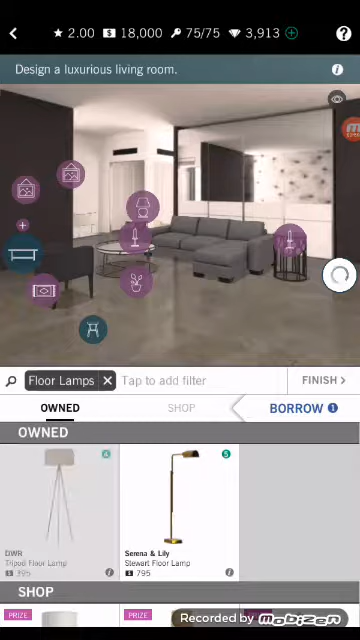 2.00 18,000 75/75 3,913
Design a luxurious living room.
Floor Lamps Tap to add filter FINISH
OWNED SHOP BORROW 1
OWNED
DWR
Tripod Floor Lamp
395
Serena & Lily
Stewart Floor Lamp
795
SHOP
PRIZE PRIZE
Recorded by MOBIZEN